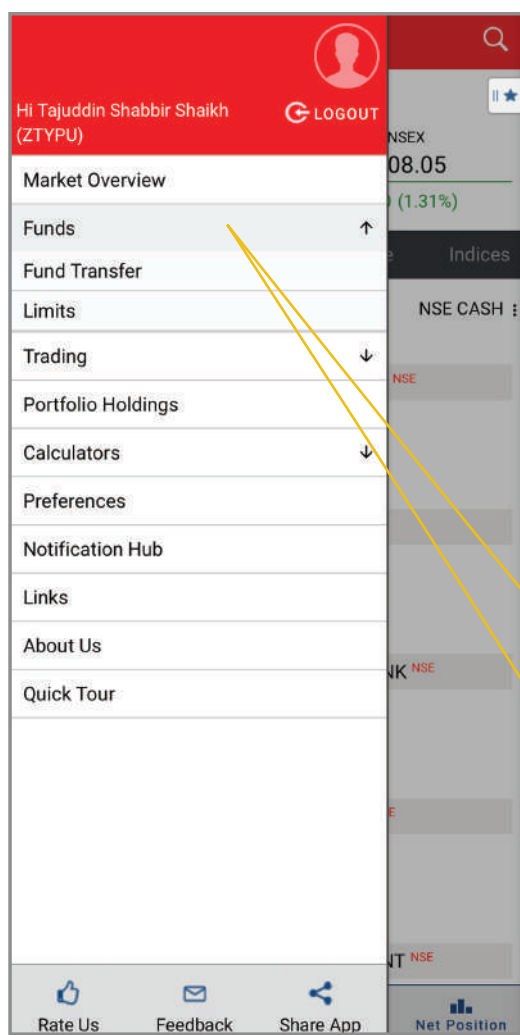 Hi Tajuddin Shabbir Shaikh
(ZTYPU)
LOGOUT
Market Overview
Funds
Fund Transfer
Limits
Trading
Portfolio Holdings
Calculators
Preferences
Notification Hub
Links
About Us
Quick Tour
Rate Us
Feedback
Share App
NSEX
08.05
(1.31%)
Indices
NSE CASH
NSE
NK NSE
NT NSE
Net Position